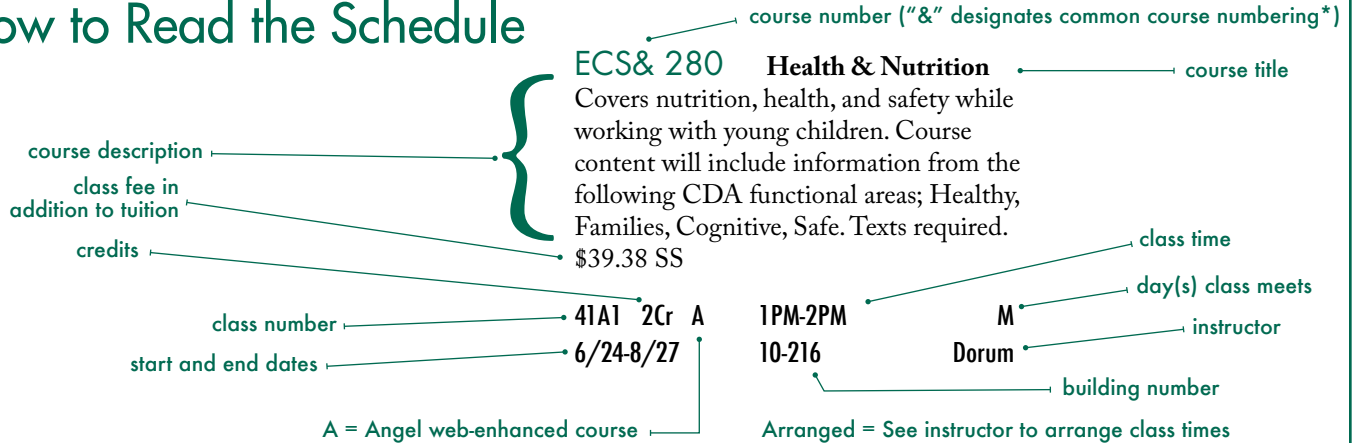 ow to Read the Schedule
course number ("&" designates common course numbering*)
ECS& 280 Health & Nutrition
course title
Covers nutrition, health, and safety while
working with young children. Course
content will include information from the
following CDA functional areas; Healthy,
Families, Cognitive, Safe. Texts required.
$39.38 SS
course description
class fee in
addition to tuition
credits
class time
day(s) class meets
41A1 2Cr A 1PM-2PM M
class number
instructor
6/24-8/27 10-216 Dorum
start and end dates
building number
A = Angel web-enhanced course
Arranged = See instructor to arrange class times